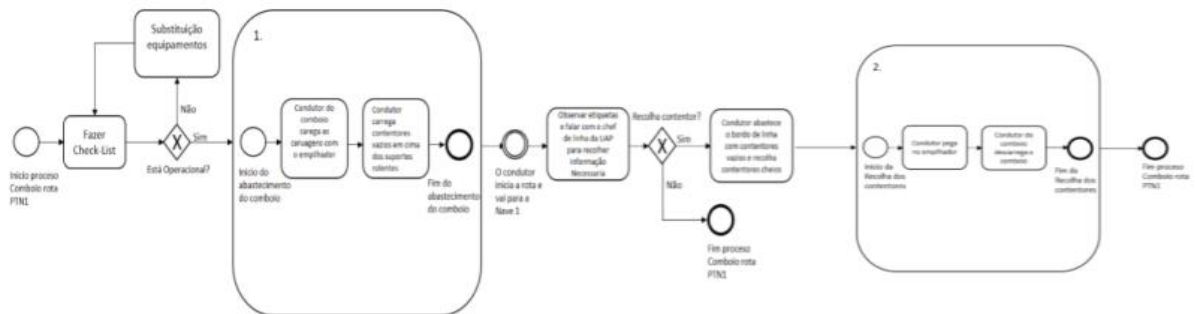 Substituição
equipamentos
Não
Fazer
Check-List
Sim
Está Operacional?
Início processo
Comboio rota
PTN1
1.
Condutor do
comboio
carega as
caruagens com
o empilhador
Condutor
carrega
contentores
vazios em cima
dos suportes
rolantes
Início do
abastecimento
do comboio
Fim do
abastecimento
do comboio
O condutor
inicia a rota e
vai para a
Nave 1
Observar etiquetas
e falar com o chef
de linha da UAP
para recolher
informação
Necessaria
Recolha contentor?
Sim
Não
Fim processo
Comboio rota
PTN1
Condutor abastece
o bordo de linha
com contentores
vazios e recolha
contentores cheios
2.
Início da
Recolha dos
contentores
Condutor pega
no empilhador
Condutor do
comboio
descarrega o
comboio
Fim da
Recolha dos
contentores
Fim processo
Comboio rota
PTN1